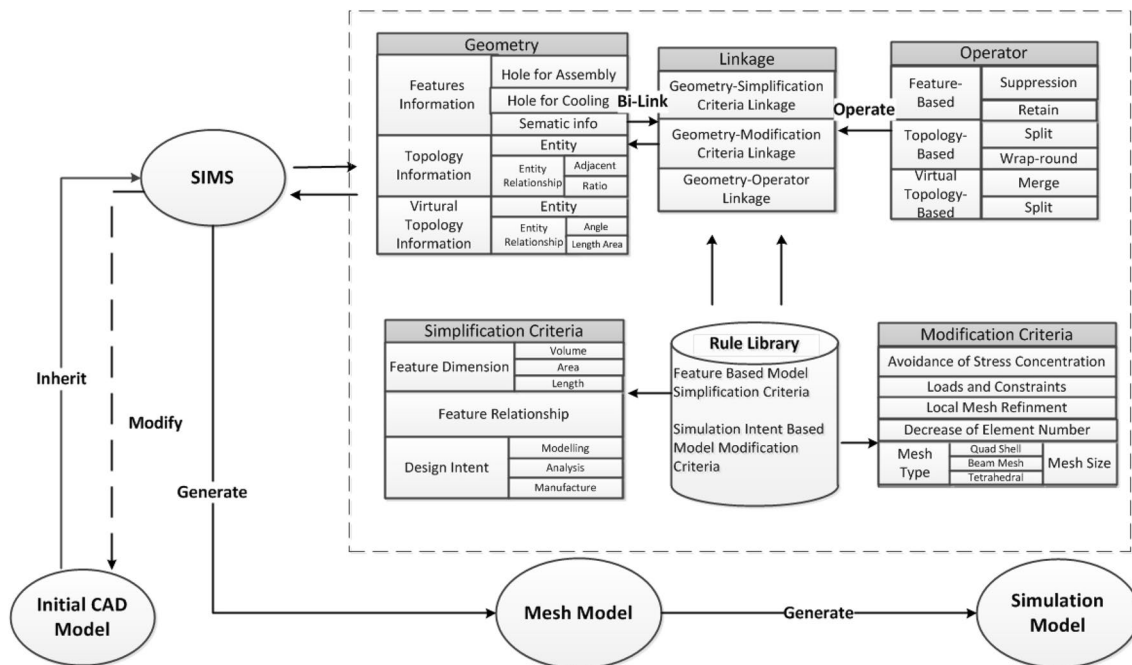 Geometry
Features
Information
Hole for Assembly
Hole for Cooling
Sematic info
Topology
Information
Entity
Entity
Relationship
Adjacent
Ratio
Virtural
Topology
Information
Entity
Entity
Relationship
Angle
Length Area
Bi-Link
Linkage
Geometry-Simplification
Criteria Linkage
Geometry-Modification
Criteria Linkage
Geometry-Operator
Linkage
Operate
Operator
Feature-
Based
Suppression
Retain
Topology-
Based
Split
Wrap-round
Virtual
Topology-
Based
Merge
Split
SIMS
Simplification Criteria
Feature Dimension
Volume
Area
Length
Feature Relationship
Design Intent
Modelling
Analysis
Manufacture
Rule Library
Feature Based Model
Simplification Criteria
Simulation Intent Based
Model Modification
Criteria
Modification Criteria
Avoidance of Stress Concentration
Loads and Constraints
Local Mesh Refinment
Decrease of Element Number
Mesh
Type
Quad Shell
Beam Mesh
Tetrahedral
Mesh Size
Inherit
Modify
Generate
Initial CAD
Model
Mesh Model
Generate
Simulation
Model